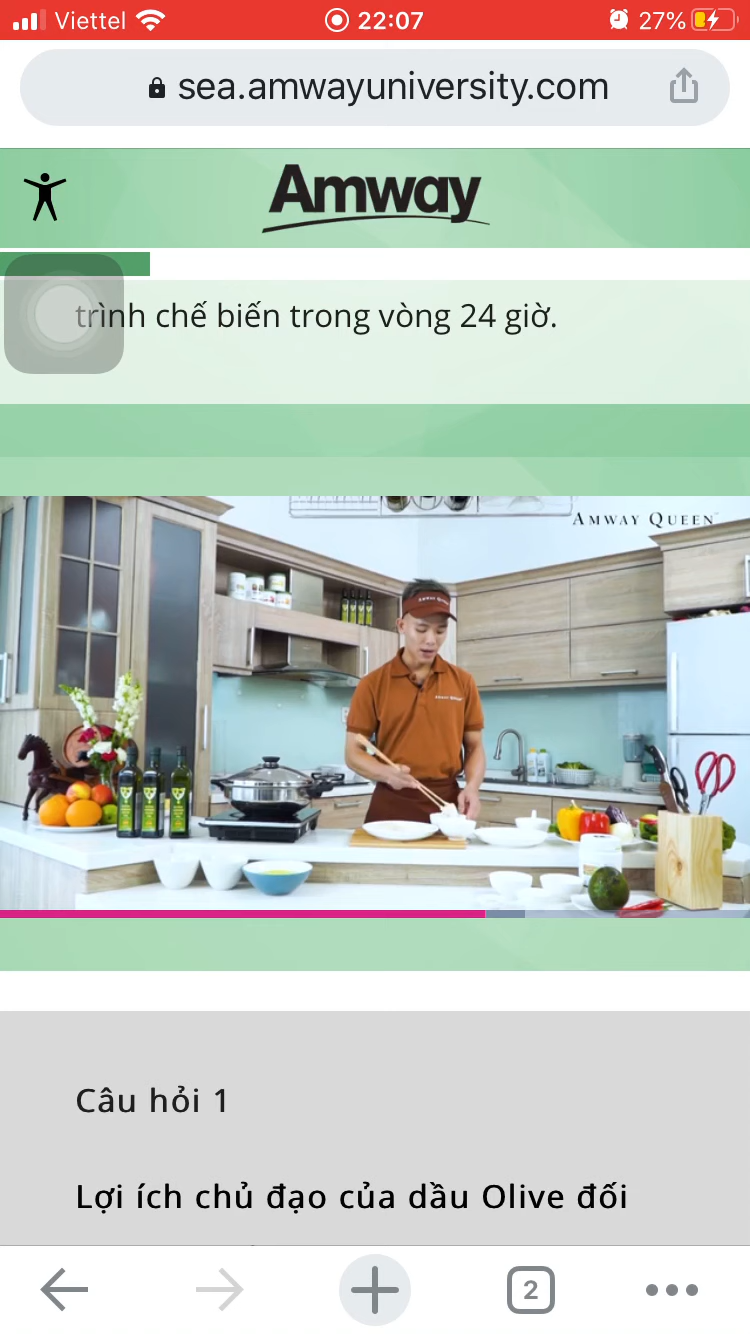 Viettel
22:07
27%
sea.amwayuniversity.com
Amway
trình chế biến trong vòng 24 giờ.
AMWAY QUEEN
Câu hỏi 1
Lợi ích chủ đạo của dầu Olive đối
2